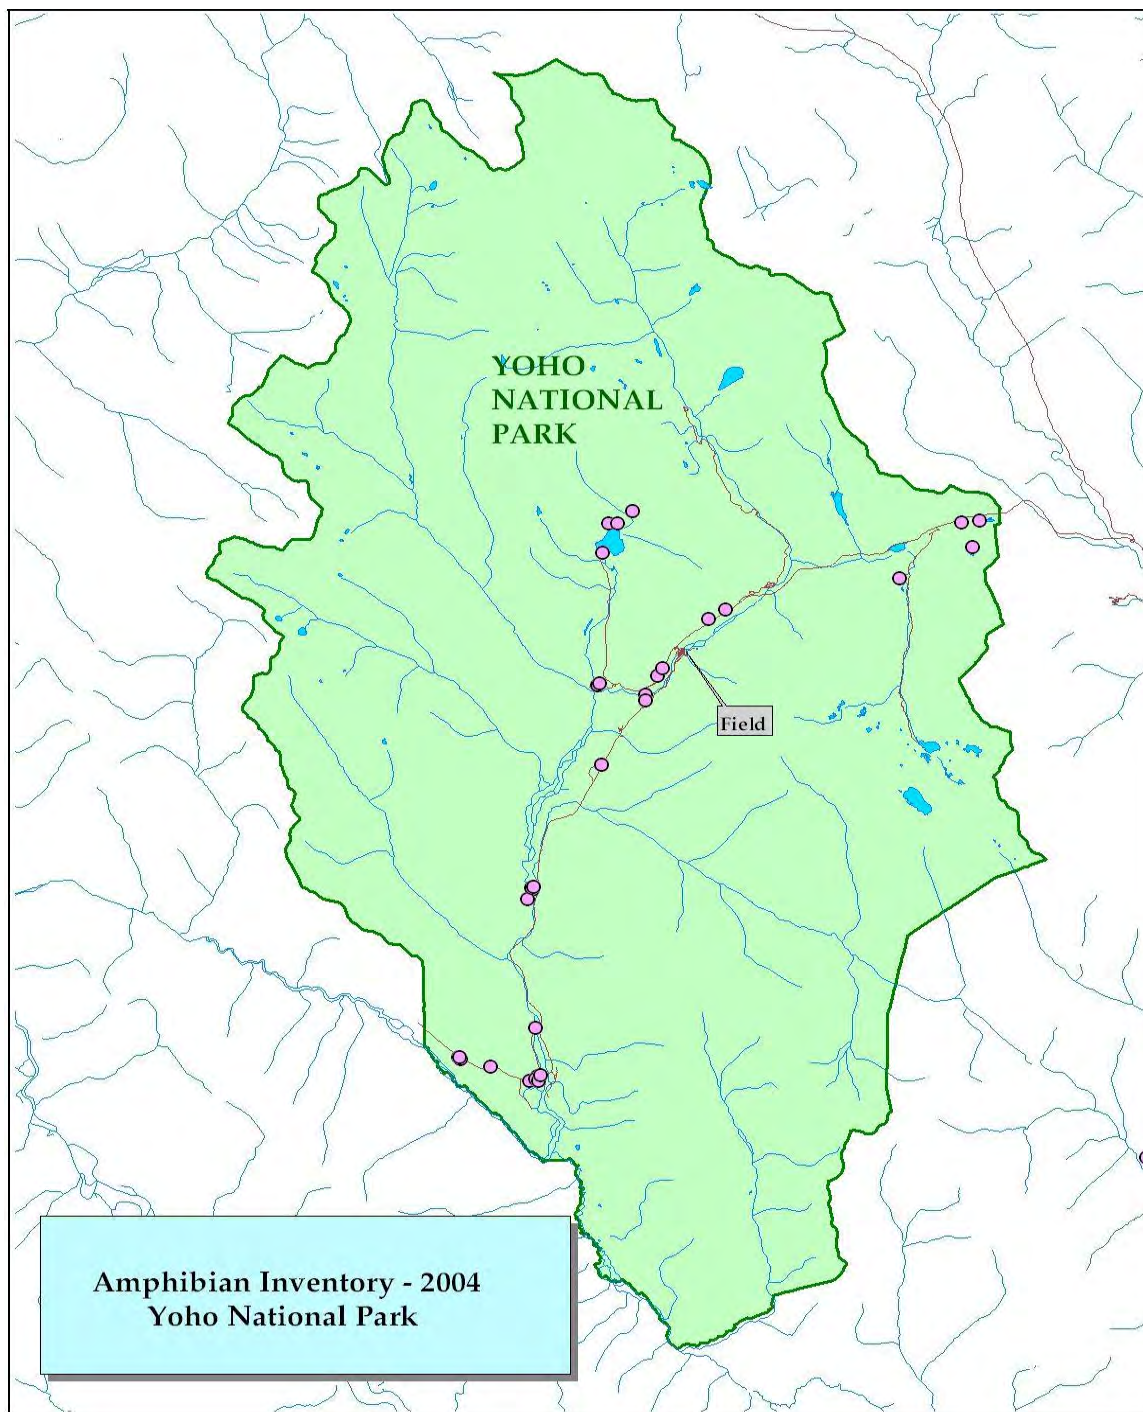 YOHO
NATIONAL
PARK
Field
Amphibian Inventory - 2004
Yoho National Park